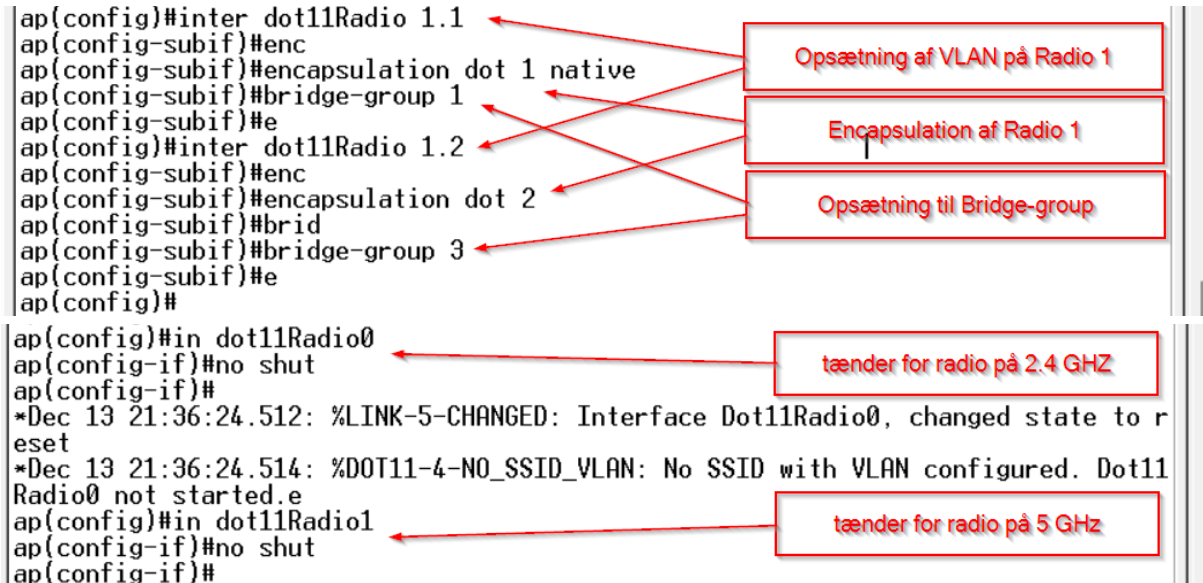 ap(config)#inter dot11Radio 1.1
ap(config-subif)#enc
ap(config-subif)#encapsulation dot 1 native
ap(config-subif)#bridge-group 1
ap(config-subif)#e
ap(config)#inter dot11Radio 1.2
ap(config-subif)#enc
ap(config-subif)#encapsulation dot 2
ap(config-subif)#brid
ap(config-subif)#bridge-group 3
ap(config-subif)#e
ap(config)#
Opsætning af VLAN på Radio 1
Encapsulation af Radio 1
Opsætning til Bridge-group
ap(config)#in dot11Radio0
ap(config-if)#no shut
ap(config-if)#
*Dec 13 21:36:24.512: %LINK-5-CHANGED: Interface Dot11Radio0, changed state to r
eset
*Dec 13 21:36:24.514: %DOT11-4-NO_SSID_VLAN: No SSID with VLAN configured. Dot11
Radio0 not started.e
ap(config)#in dot11Radio1
ap(config-if)#no shut
ap(config-if)#
tænder for radio på 2.4 GHZ
tænder for radio på 5 GHz